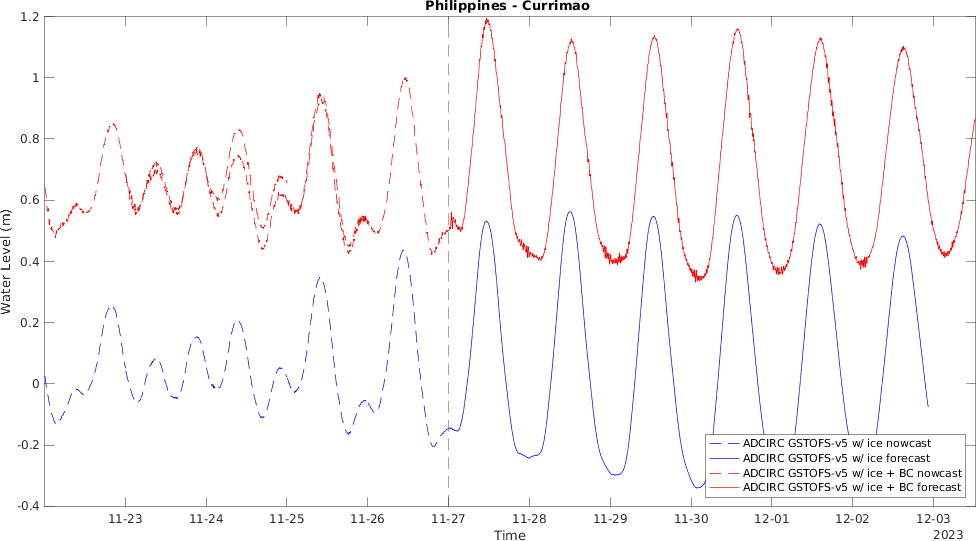 Philippines - Currimao
1.2
1
0.8
0.6
0.4
0.2
0
-0.2
-0.4
Water Level (m)
ADCIRC GSTOFS-v5 w/ ice nowcast
ADCIRC GSTOFS-v5 w/ ice forecast
ADCIRC GSTOFS-v5 w/ ice + BC nowcast
ADCIRC GSTOFS-v5 w/ ice + BC forecast
11-23 11-24 11-25 11-26 11-27 11-28 11-29 11-30 12-01 12-02 12-03
Time
2023